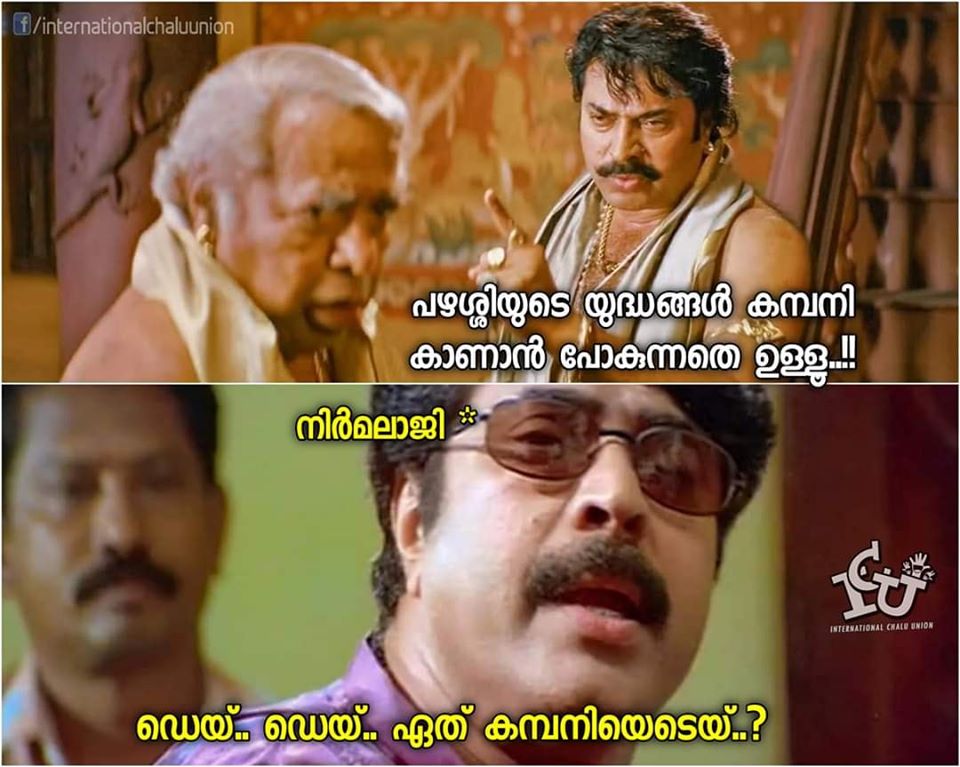 f/internationalchaluunion
പഴശ്ശിയുടെ യുദ്ധങ്ങൾ കമ്പനി
കാണാൻ പോകുന്നതെ ഉള്ളൂ..!!
നിർമലാജി *
ICU
INTERNATIONAL CHALU UNION
ഡെയ്.. ഡെയ്.. ഏത് കമ്പനിയെടെയ്..?